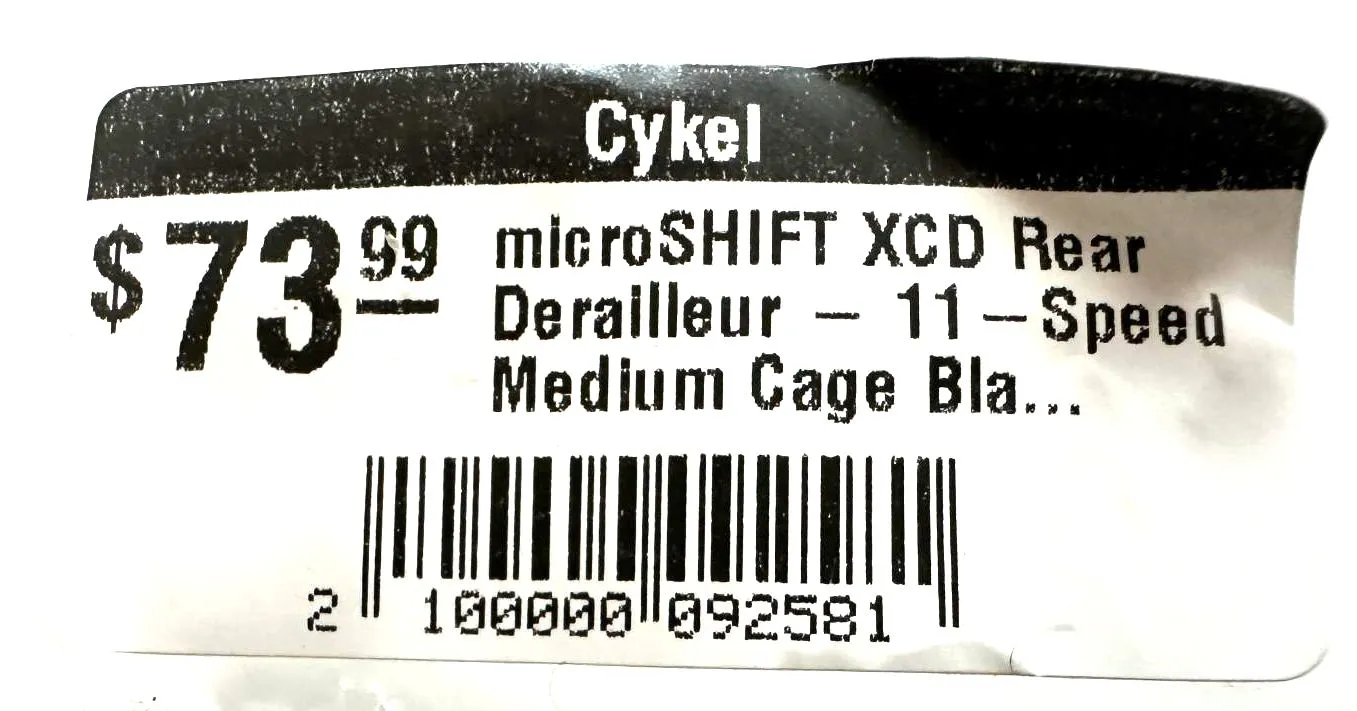 Cykel
$73.99
microSHIFT XCD Rear
Derailleur – 11 – Speed
Medium Cage Bla...
2 100000 092581